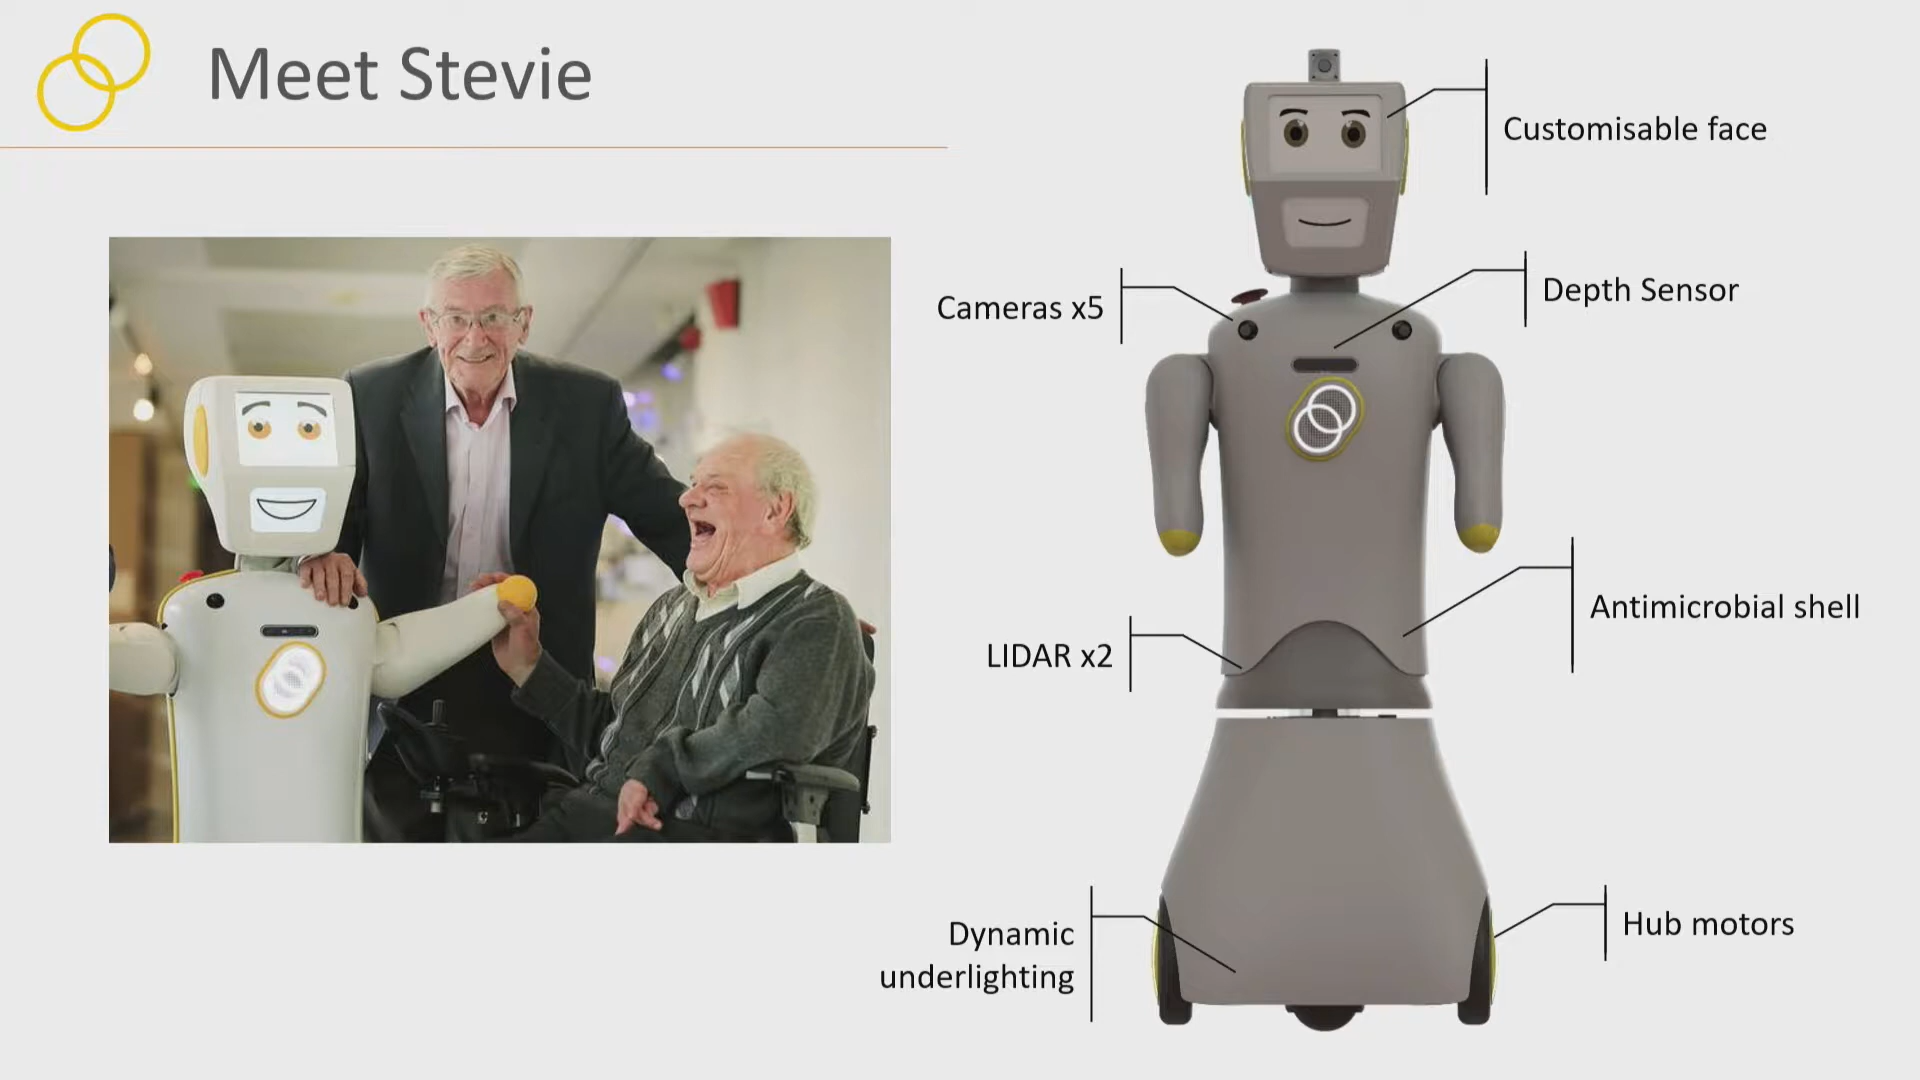 Meet Stevie
Customisable face
Cameras x5
Depth Sensor
Antimicrobial shell
LIDAR x2
Dynamic
underlighting
Hub motors